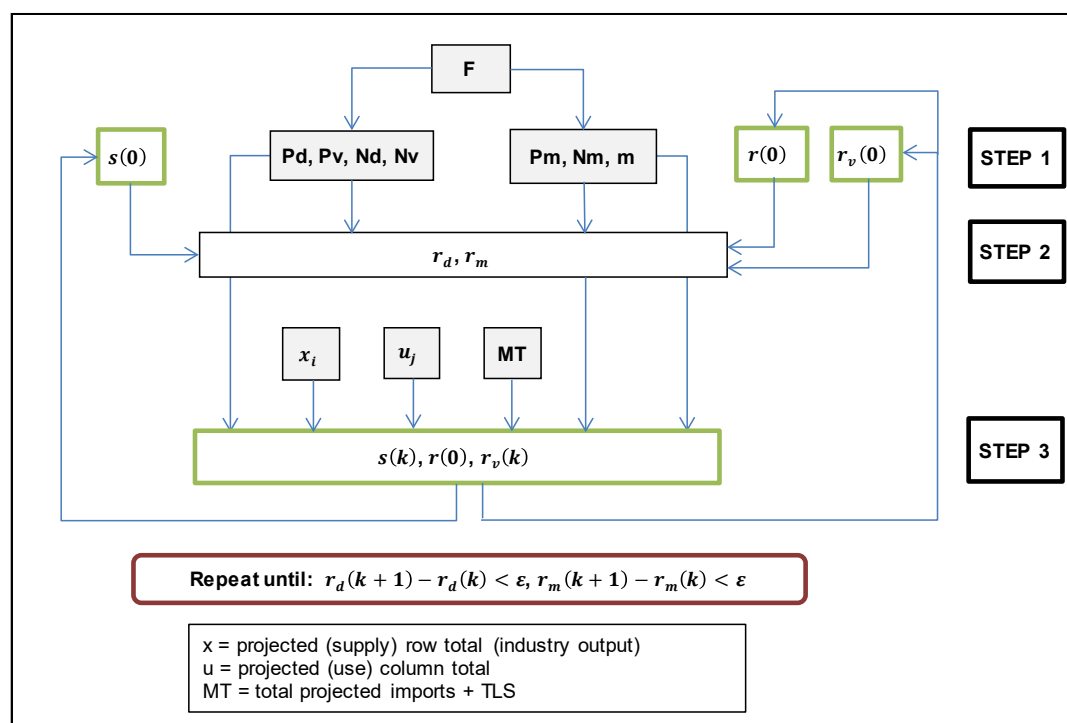 F
s(0)
Pd, Pv, Nd, Nv
Pm, Nm, m
r(0)
r_v(0)
STEP 1
r_d, r_m
STEP 2
x_i
u_j
MT
s(k), r(0), r_v(k)
STEP 3
Repeat until: r_d(k + 1) − r_d(k) < ε, r_m(k + 1) − r_m(k) < ε
x = projected (supply) row total (industry output)
u = projected (use) column total
MT = total projected imports + TLS